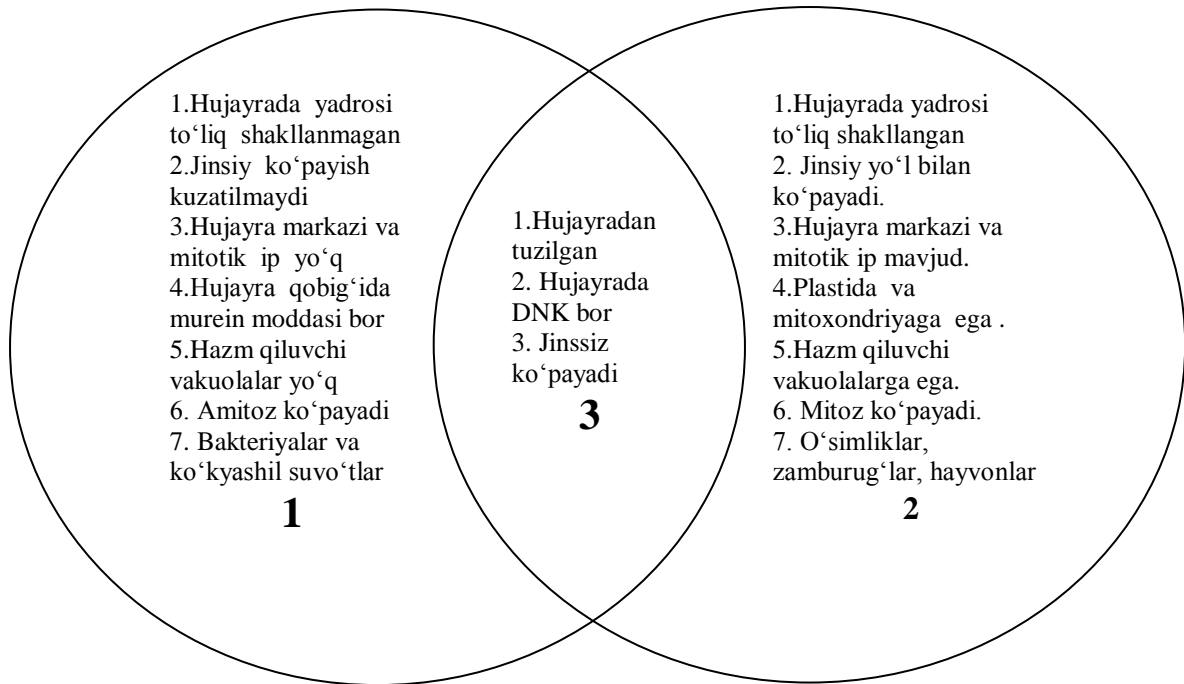 1.Hujayrada yadrosi
to‘liq shakllanmagan
2.Jinsiy ko‘payish
kuzatilmaydi
3.Hujayra markazi va
mitotik ip yo‘q
4.Hujayra qobig‘ida
murein moddasi bor
5.Hazm qiluvchi
vakuolalar yo‘q
6. Amitoz ko‘payadi
7. Bakteriyalar va
ko‘kyashil suvo‘tlar
1
1.Hujayradan
tuzilgan
2. Hujayrada
DNK bor
3. Jinssiz
ko‘payadi
3
1.Hujayrada yadrosi
to‘liq shakllangan
2. Jinsiy yo‘l bilan
ko‘payadi.
3.Hujayra markazi va
mitotik ip mavjud.
4.Plastida va
mitoxondriyaga ega .
5.Hazm qiluvchi
vakuolalarga ega.
6. Mitoz ko‘payadi.
7. O‘simliklar,
zamburug‘lar, hayvonlar
2